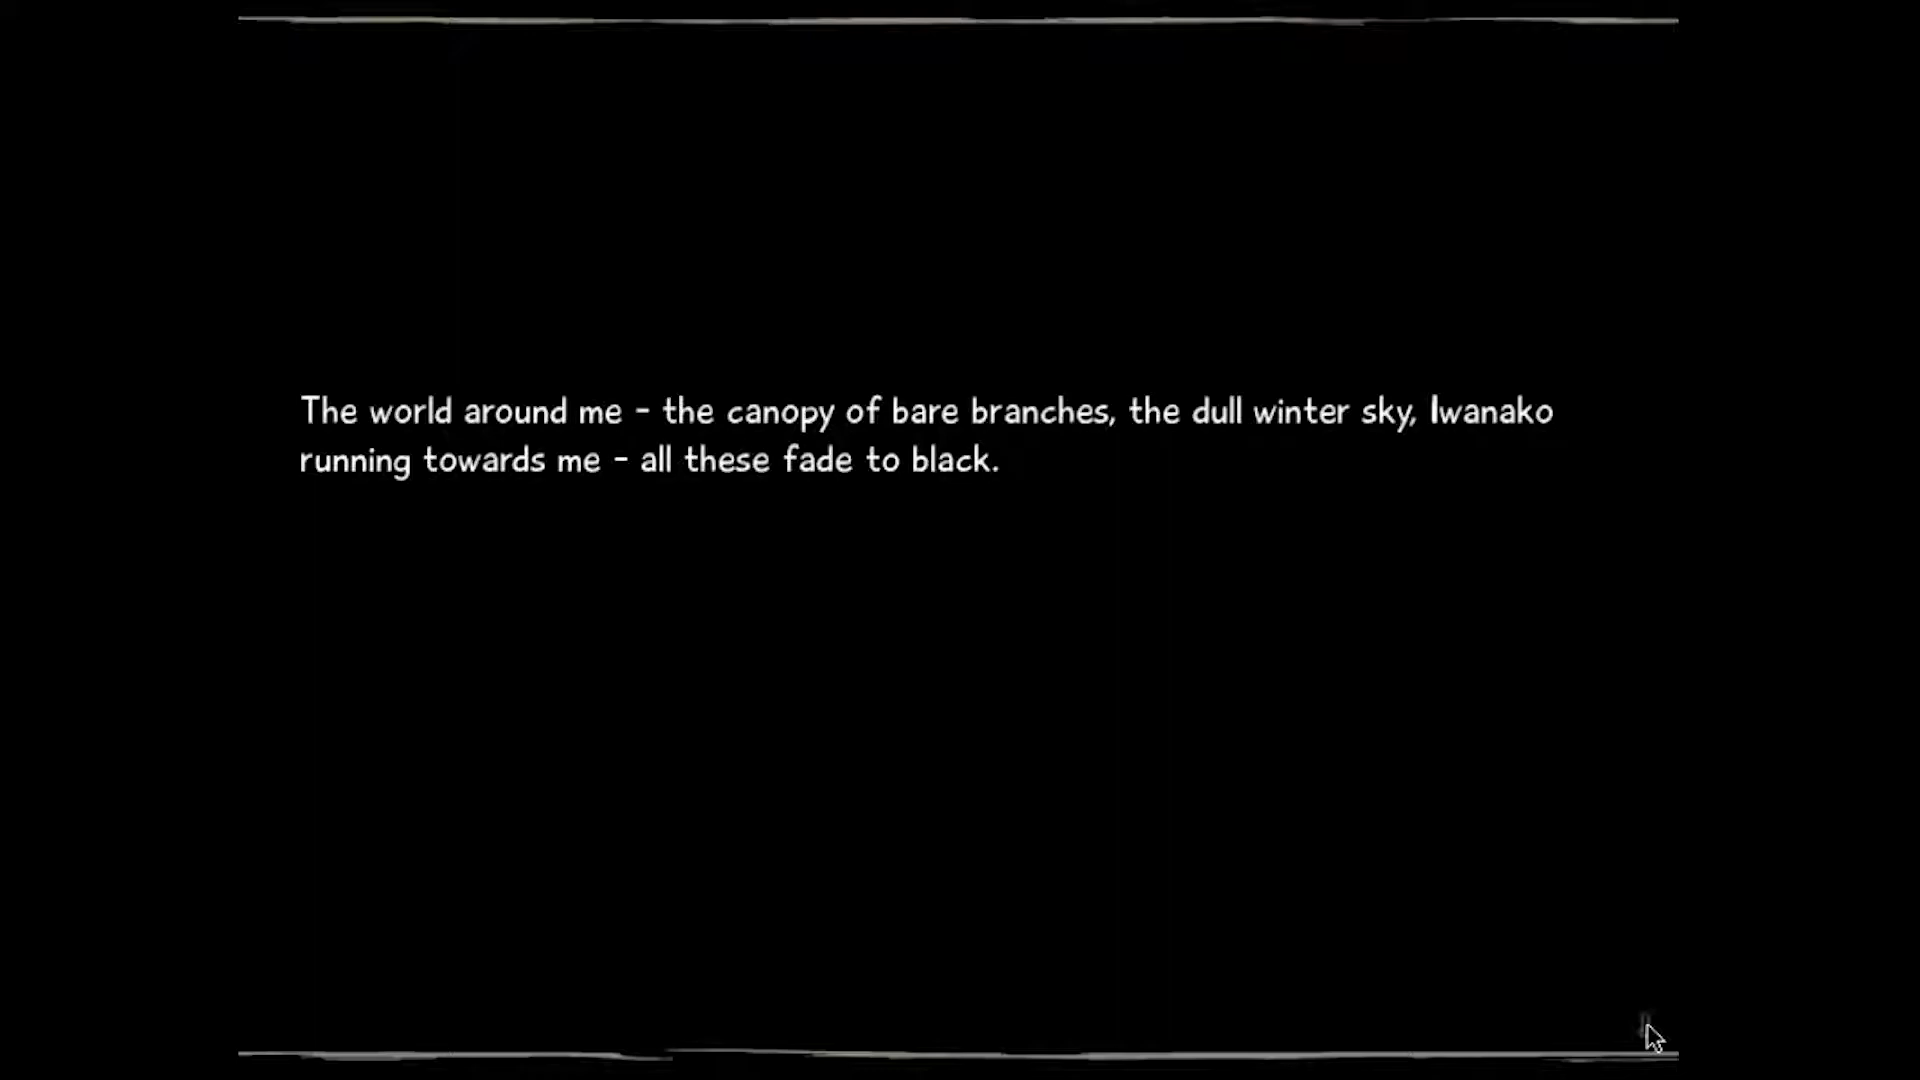 The world around me - the canopy of bare branches, the dull winter sky, Iwanako
running towards me - all these fade to black.